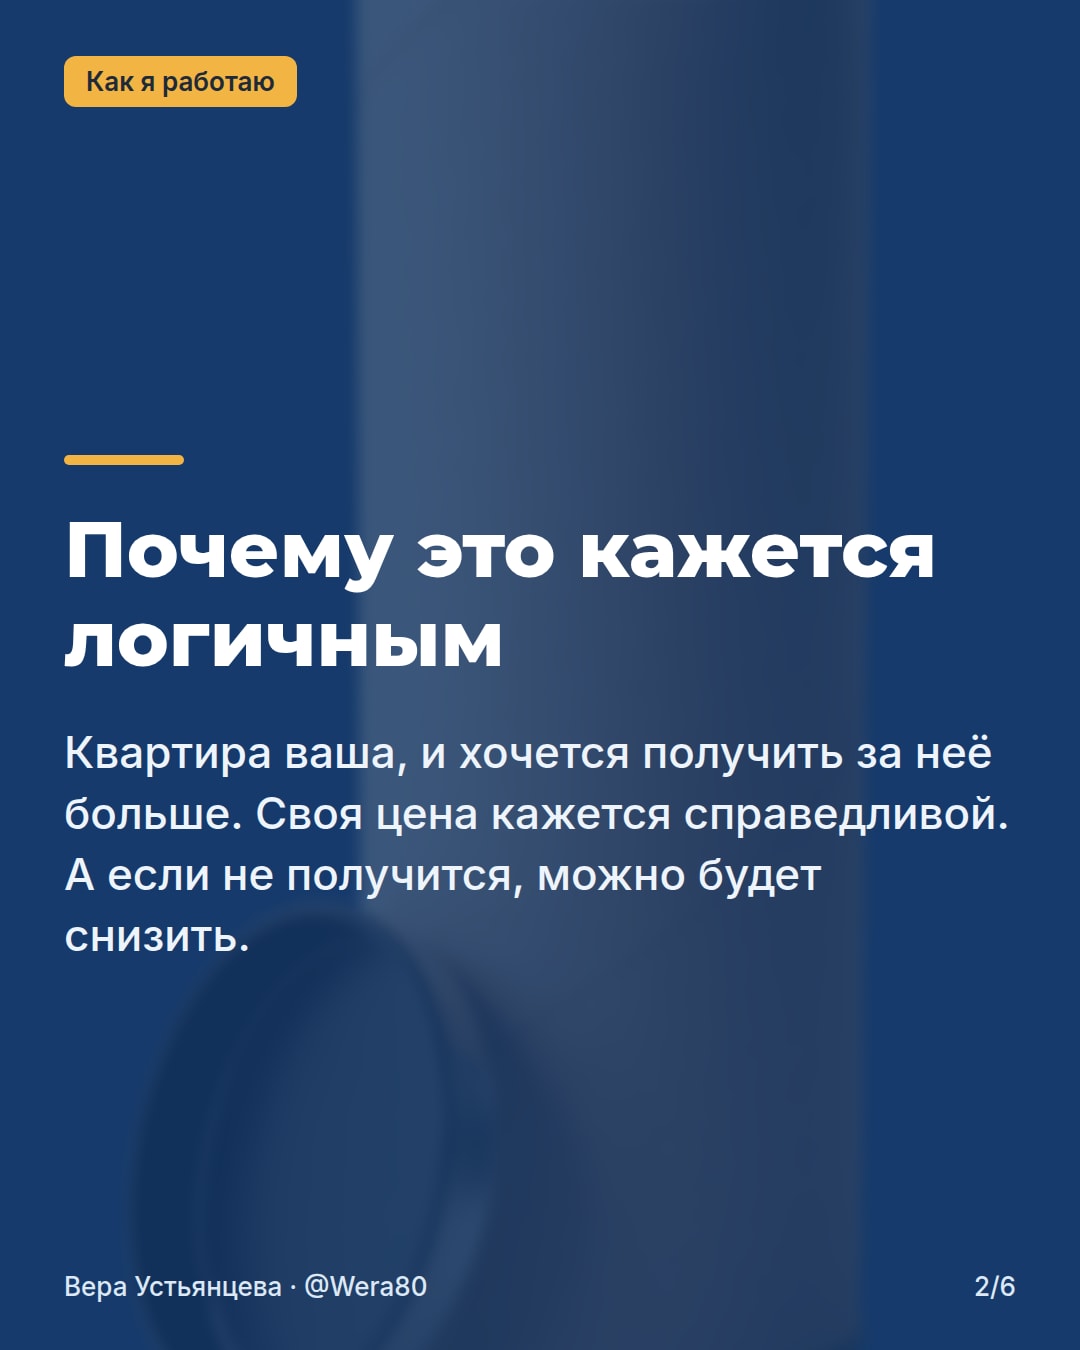 Как я работаю
Почему это кажется
логичным
Квартира ваша, и хочется получить за неё
больше. Своя цена кажется справедливой.
А если не получится, можно будет
снизить.
Вера Устьянцева · @Wera80
2/6